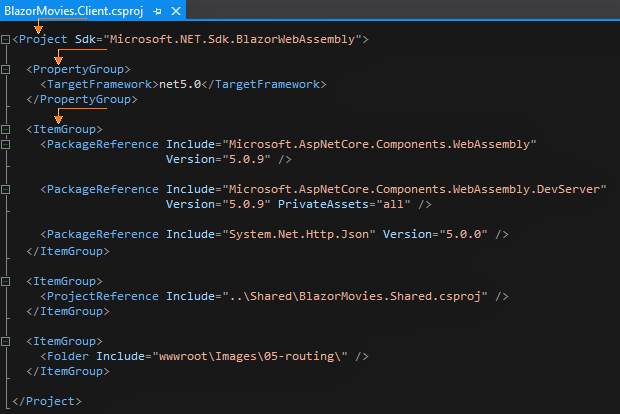 BlazorMovies.Client.csproj
<Project Sdk="Microsoft.NET.Sdk.BlazorWebAssembly">
<PropertyGroup>
<TargetFramework>net5.0</TargetFramework>
</PropertyGroup>
<ItemGroup>
<PackageReference Include="Microsoft.AspNetCore.Components.WebAssembly"
Version="5.0.9" />
<PackageReference Include="Microsoft.AspNetCore.Components.WebAssembly.DevServer"
Version="5.0.9" PrivateAssets="all" />
<PackageReference Include="System.Net.Http.Json" Version="5.0.0" />
</ItemGroup>
<ItemGroup>
<ProjectReference Include="..\Shared\BlazorMovies.Shared.csproj" />
</ItemGroup>
<ItemGroup>
<Folder Include="wwwroot\Images\05-routing\" />
</ItemGroup>
</Project>